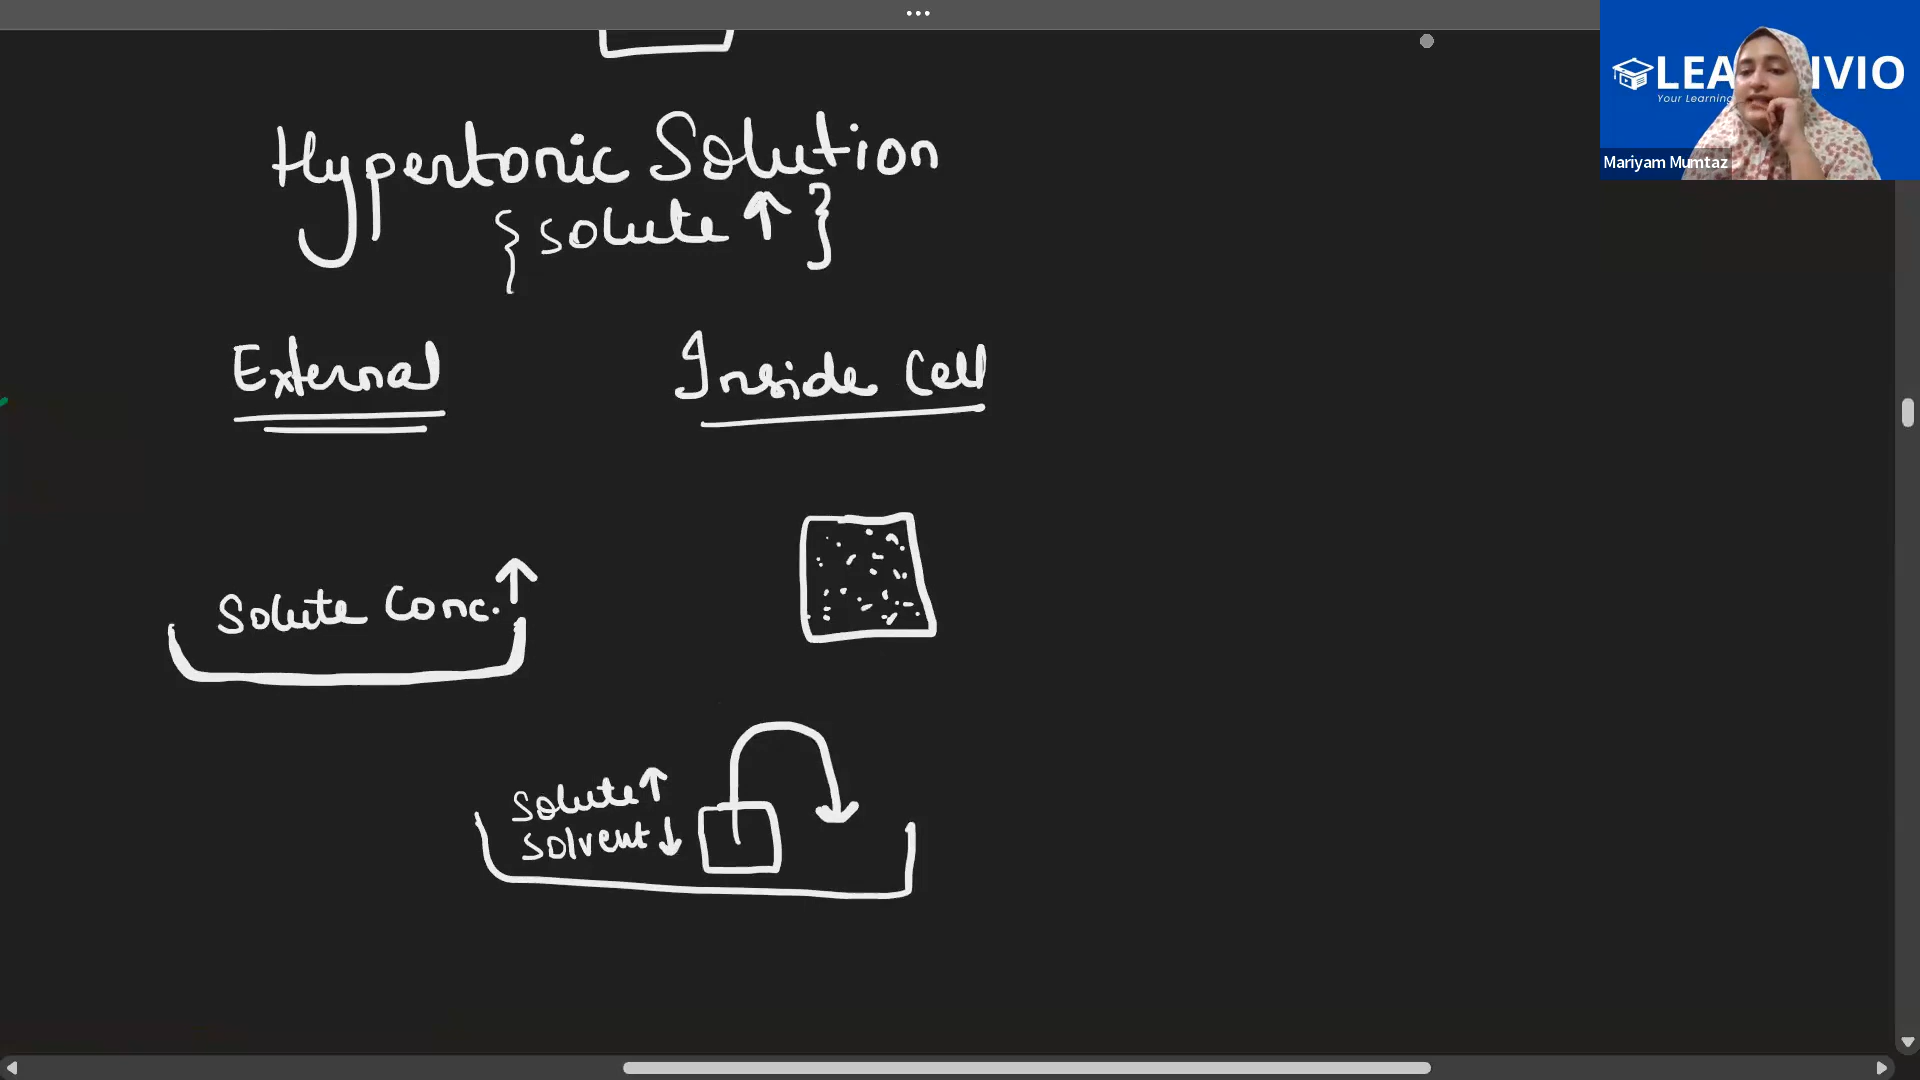 LEA IVIO
Your Learning
Mariyam Mumtaz
Hypertonic Solution
{ solute ↑ }
External
Inside Cell
Solute Conc. ↑
Solute ↑
Solvent ↓